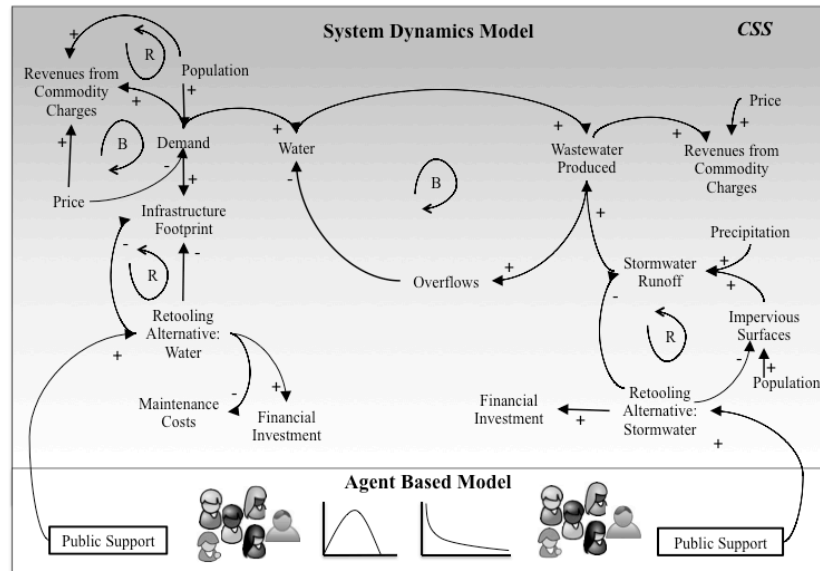 System Dynamics Model
CSS
+
R
Revenues from
Commodity
Charges
Population
+
+
Price
+
+
B
-
Demand
+
+
Water
-
B
+
Wastewater
Produced
+
Revenues from
Commodity
Charges
Price
+
Infrastructure
Footprint
-
R
-
+
Overflows
+
Precipitation
Stormwater
Runoff
-
+
+
Retooling
Alternative:
Water
+
R
Impervious
Surfaces
-
+
Population
-
+
Maintenance
Costs
Financial
Investment
Financial
Investment
+
Retooling
Alternative:
Stormwater
+
Agent Based Model
Public Support
Public Support